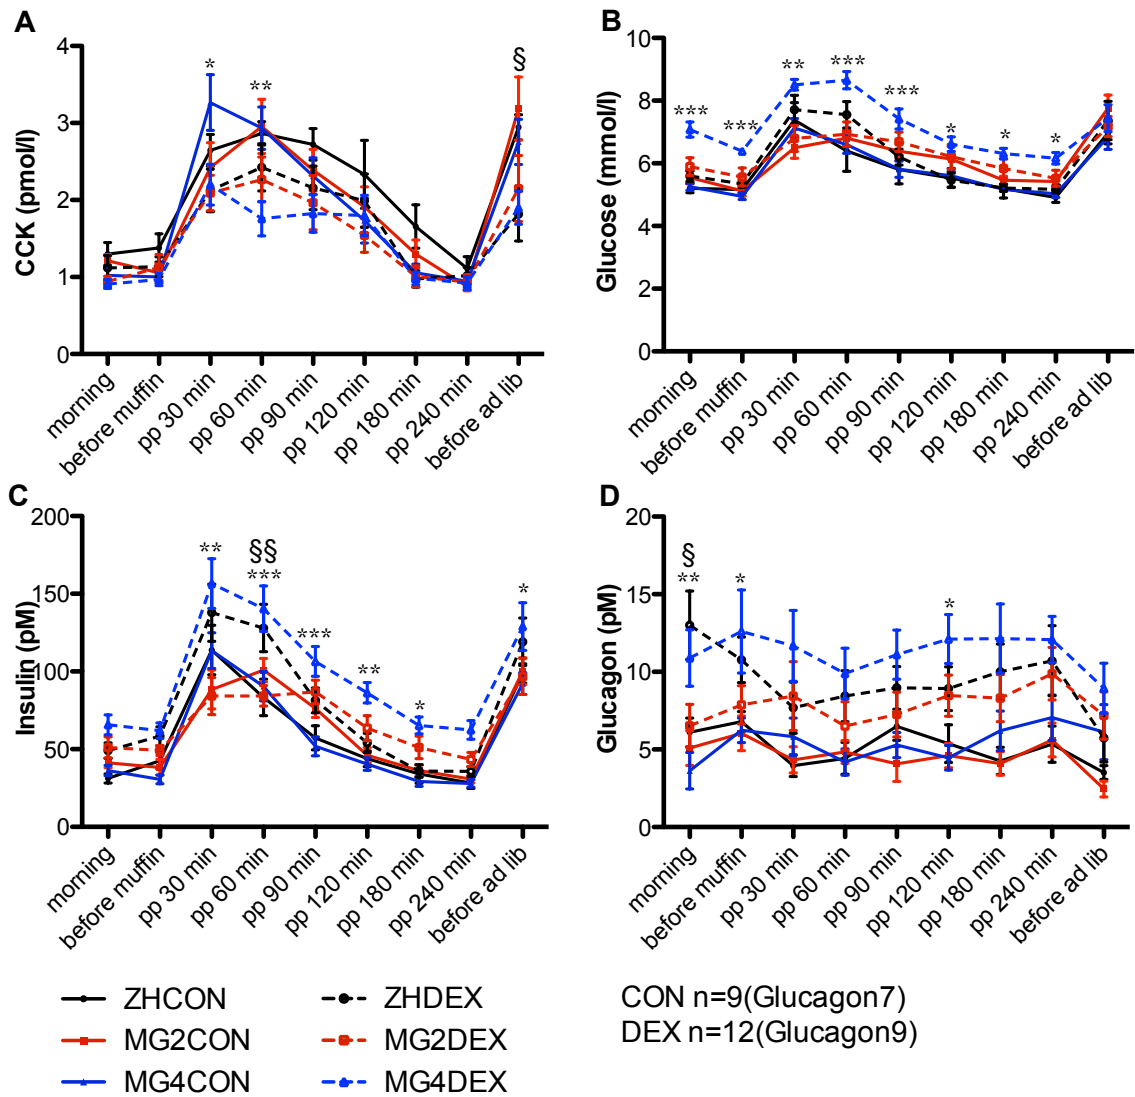 A
CCK (pmol/l)
4
3
2
1
0
*
**
§
morning
before muffin
pp 30 min
pp 60 min
pp 90 min
pp 120 min
pp 180 min
pp 240 min
before ad lib
B
Glucose (mmol/l)
10
8
6
4
2
0
***
***
**
***
***
*
*
*
morning
before muffin
pp 30 min
pp 60 min
pp 90 min
pp 120 min
pp 180 min
pp 240 min
before ad lib
C
Insulin (pM)
200
150
100
50
0
**
§§
***
***
**
*
*
morning
before muffin
pp 30 min
pp 60 min
pp 90 min
pp 120 min
pp 180 min
pp 240 min
before ad lib
D
Glucagon (pM)
20
15
10
5
0
§
**
*
*
morning
before muffin
pp 30 min
pp 60 min
pp 90 min
pp 120 min
pp 180 min
pp 240 min
before ad lib
ZHCON
MG2CON
MG4CON
ZHDEX
MG2DEX
MG4DEX
CON n=9(Glucagon7)
DEX n=12(Glucagon9)